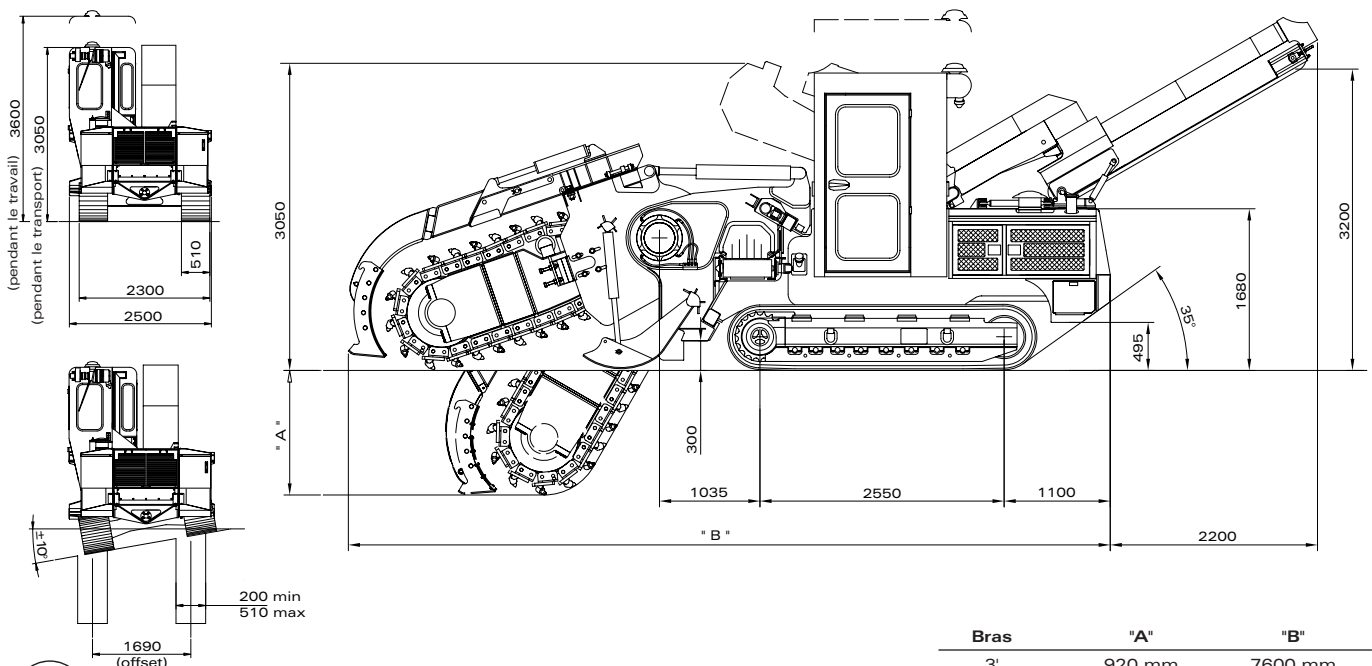 3600
(pendant le travail)
3050
(pendant le transport)
510
2300
2500
3050
"A"
300
1035
2550
1100
"B"
2200
495
35°
1680
3200
±10°
200 min
510 max
1690
(offset)
Bras "A" "B"
3' 920 mm 7600 mm